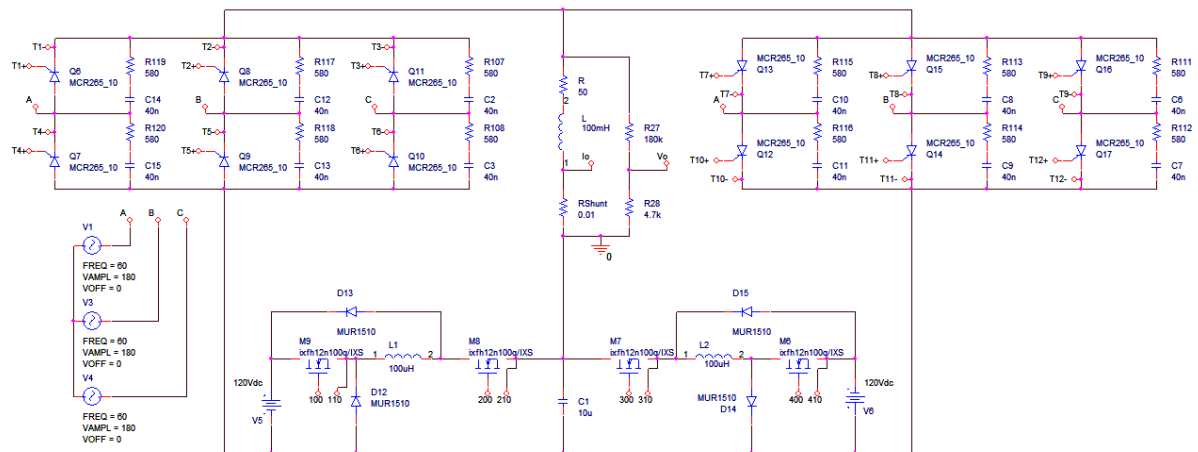 T1-
T1+
Q6
MCR265_10
R119
580
C14
40n
A
T4-
T4+
Q7
MCR265_10
R120
580
C15
40n
T2-
T2+
Q8
MCR265_10
R117
580
C12
40n
B
T5-
T5+
Q9
MCR265_10
R118
580
C13
40n
T3-
T3+
Q11
MCR265_10
R107
580
C2
40n
C
T6-
T6+
Q10
MCR265_10
R108
580
C3
40n
R
50
2
L
100mH
1
Io
RShunt
0.01
R27
180k
Vo
R28
4.7k
0
MCR265_10
Q13
T7+
T7-
A
R115
580
C10
40n
MCR265_10
Q12
T10+
T10-
R116
580
C11
40n
MCR265_10
Q15
T8+
T8-
B
R113
580
C8
40n
MCR265_10
Q14
T11+
T11-
R114
580
C9
40n
MCR265_10
Q16
T9+
T9-
C
R111
580
C6
40n
MCR265_10
Q17
T12+
T12-
R112
580
C7
40n
A
B
C
V1
FREQ = 60
VAMPL = 180
VOFF = 0
V3
FREQ = 60
VAMPL = 180
VOFF = 0
V4
FREQ = 60
VAMPL = 180
VOFF = 0
D13
MUR1510
M9
ixfh12n100q/IXS
1
L1
2
100uH
M8
ixfh12n100q/IXS
120Vdc
V5
100
110
D12
MUR1510
200
210
C1
10u
D15
MUR1510
M7
ixfh12n100q/IXS
1
L2
2
100uH
M6
ixfh12n100q/IXS
300
310
MUR1510
D14
400
410
120Vdc
V6